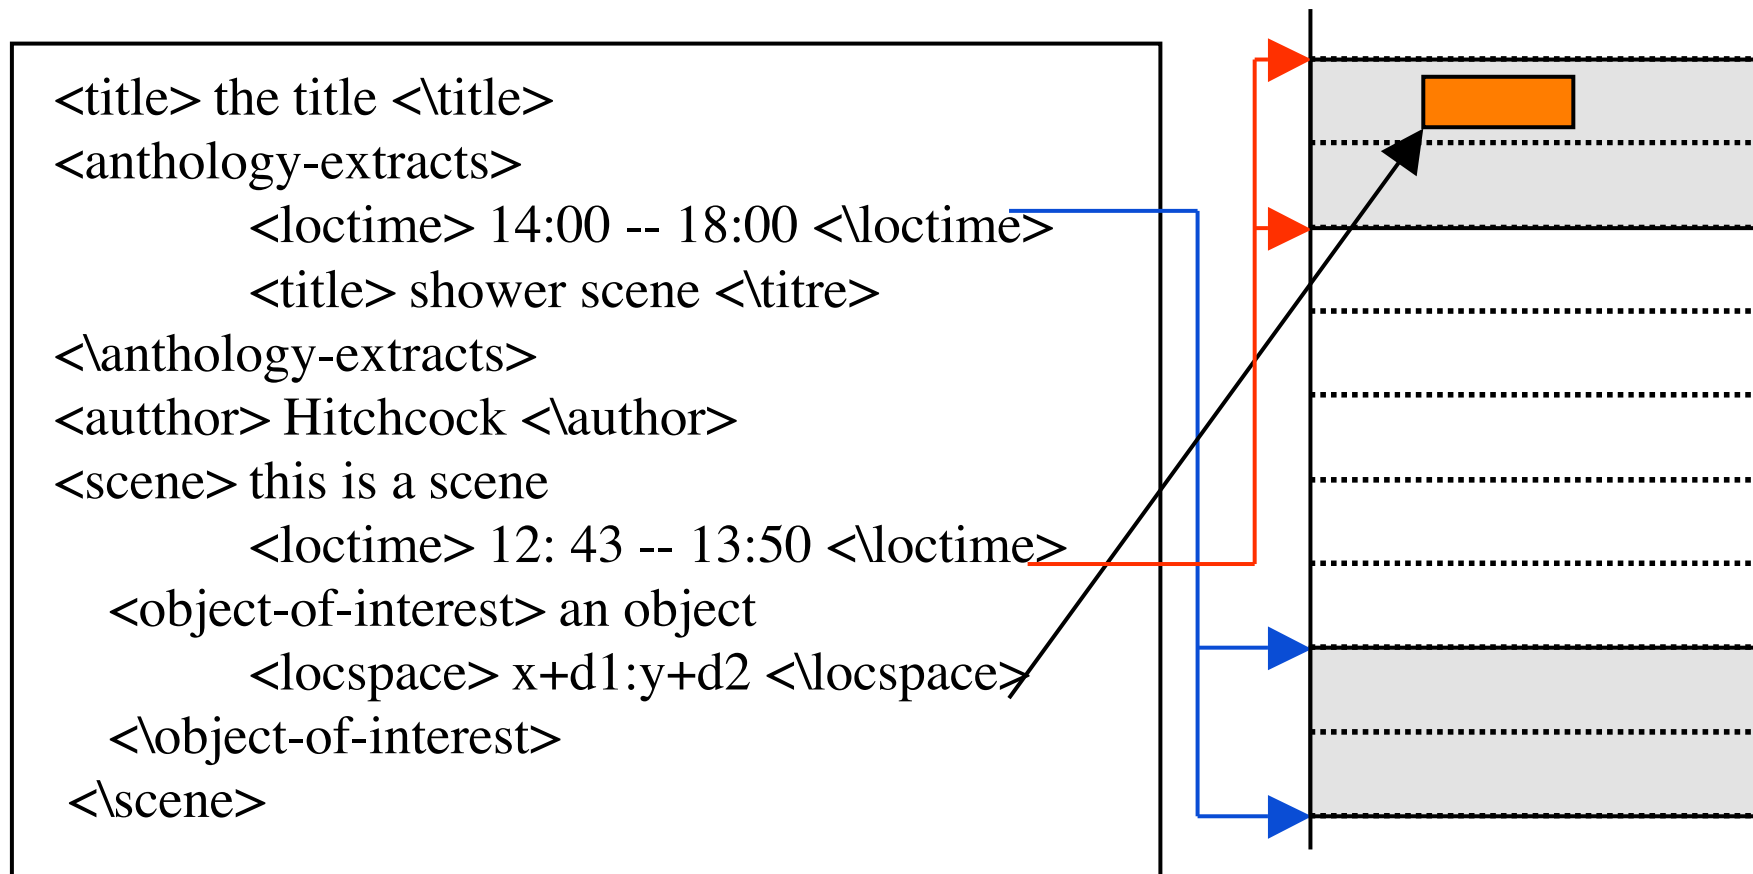 <title> the title <\title>
<anthology-extracts>
<loctime> 14:00 -- 18:00 <\loctime>
<title> shower scene <\titre>
<\anthology-extracts>
<autthor> Hitchcock <\author>
<scene> this is a scene
<loctime> 12: 43 -- 13:50 <\loctime>
<object-of-interest> an object
<locspace> x+d1:y+d2 <\locspace>
<\object-of-interest>
<\scene>